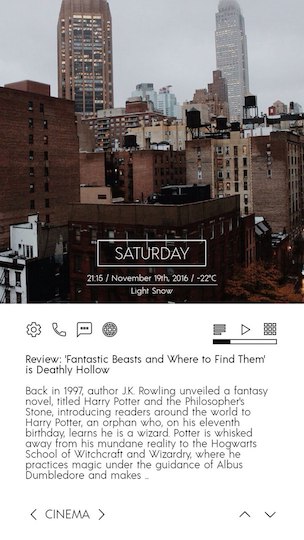 SATURDAY
21:15 / November 19th, 2016 / -22°C
Light Snow
Review: 'Fantastic Beasts and Where to Find Them'
is Deathly Hollow
Back in 1997, author J.K. Rowling unveiled a fantasy
novel, titled Harry Potter and the Philosopher's
Stone, introducing readers around the world to
Harry Potter, an orphan who, on his eleventh
birthday, learns he is a wizard. Potter is whisked
away from his mundane reality to the Hogwarts
School of Witchcraft and Wizardry, where he
practices magic under the guidance of Albus
Dumbledore and makes ...
CINEMA